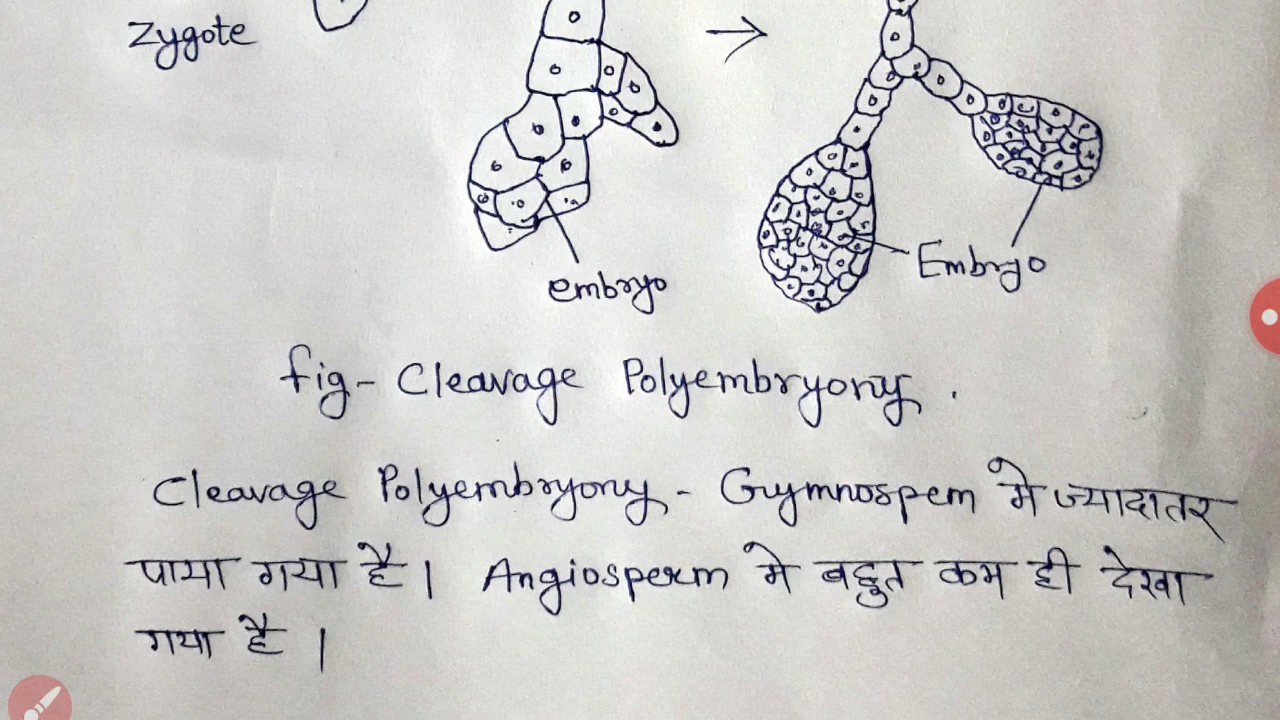 Zygote
embryo
Embryo
fig- Cleavage Polyembryony.
Cleavage Polyembryony - Gymnospem मे ज्यादातर
पाया गया है। Angiosperm मे बहुत कम ही देखा
गया है।